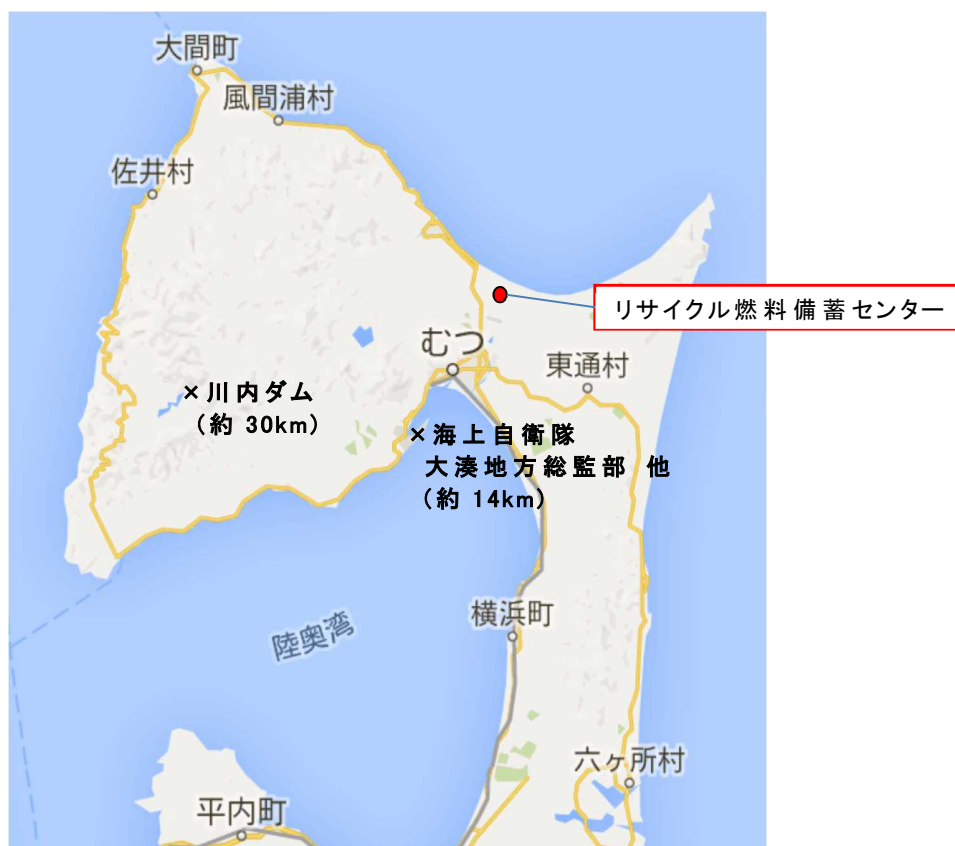 大間町
風間浦村
佐井村
リサイクル燃料備蓄センター
むつ
東通村
×川内ダム
(約 30km)
×海上自衛隊
大湊地方総監部 他
(約 14km)
横浜町
陸奥湾
六ヶ所村
平内町